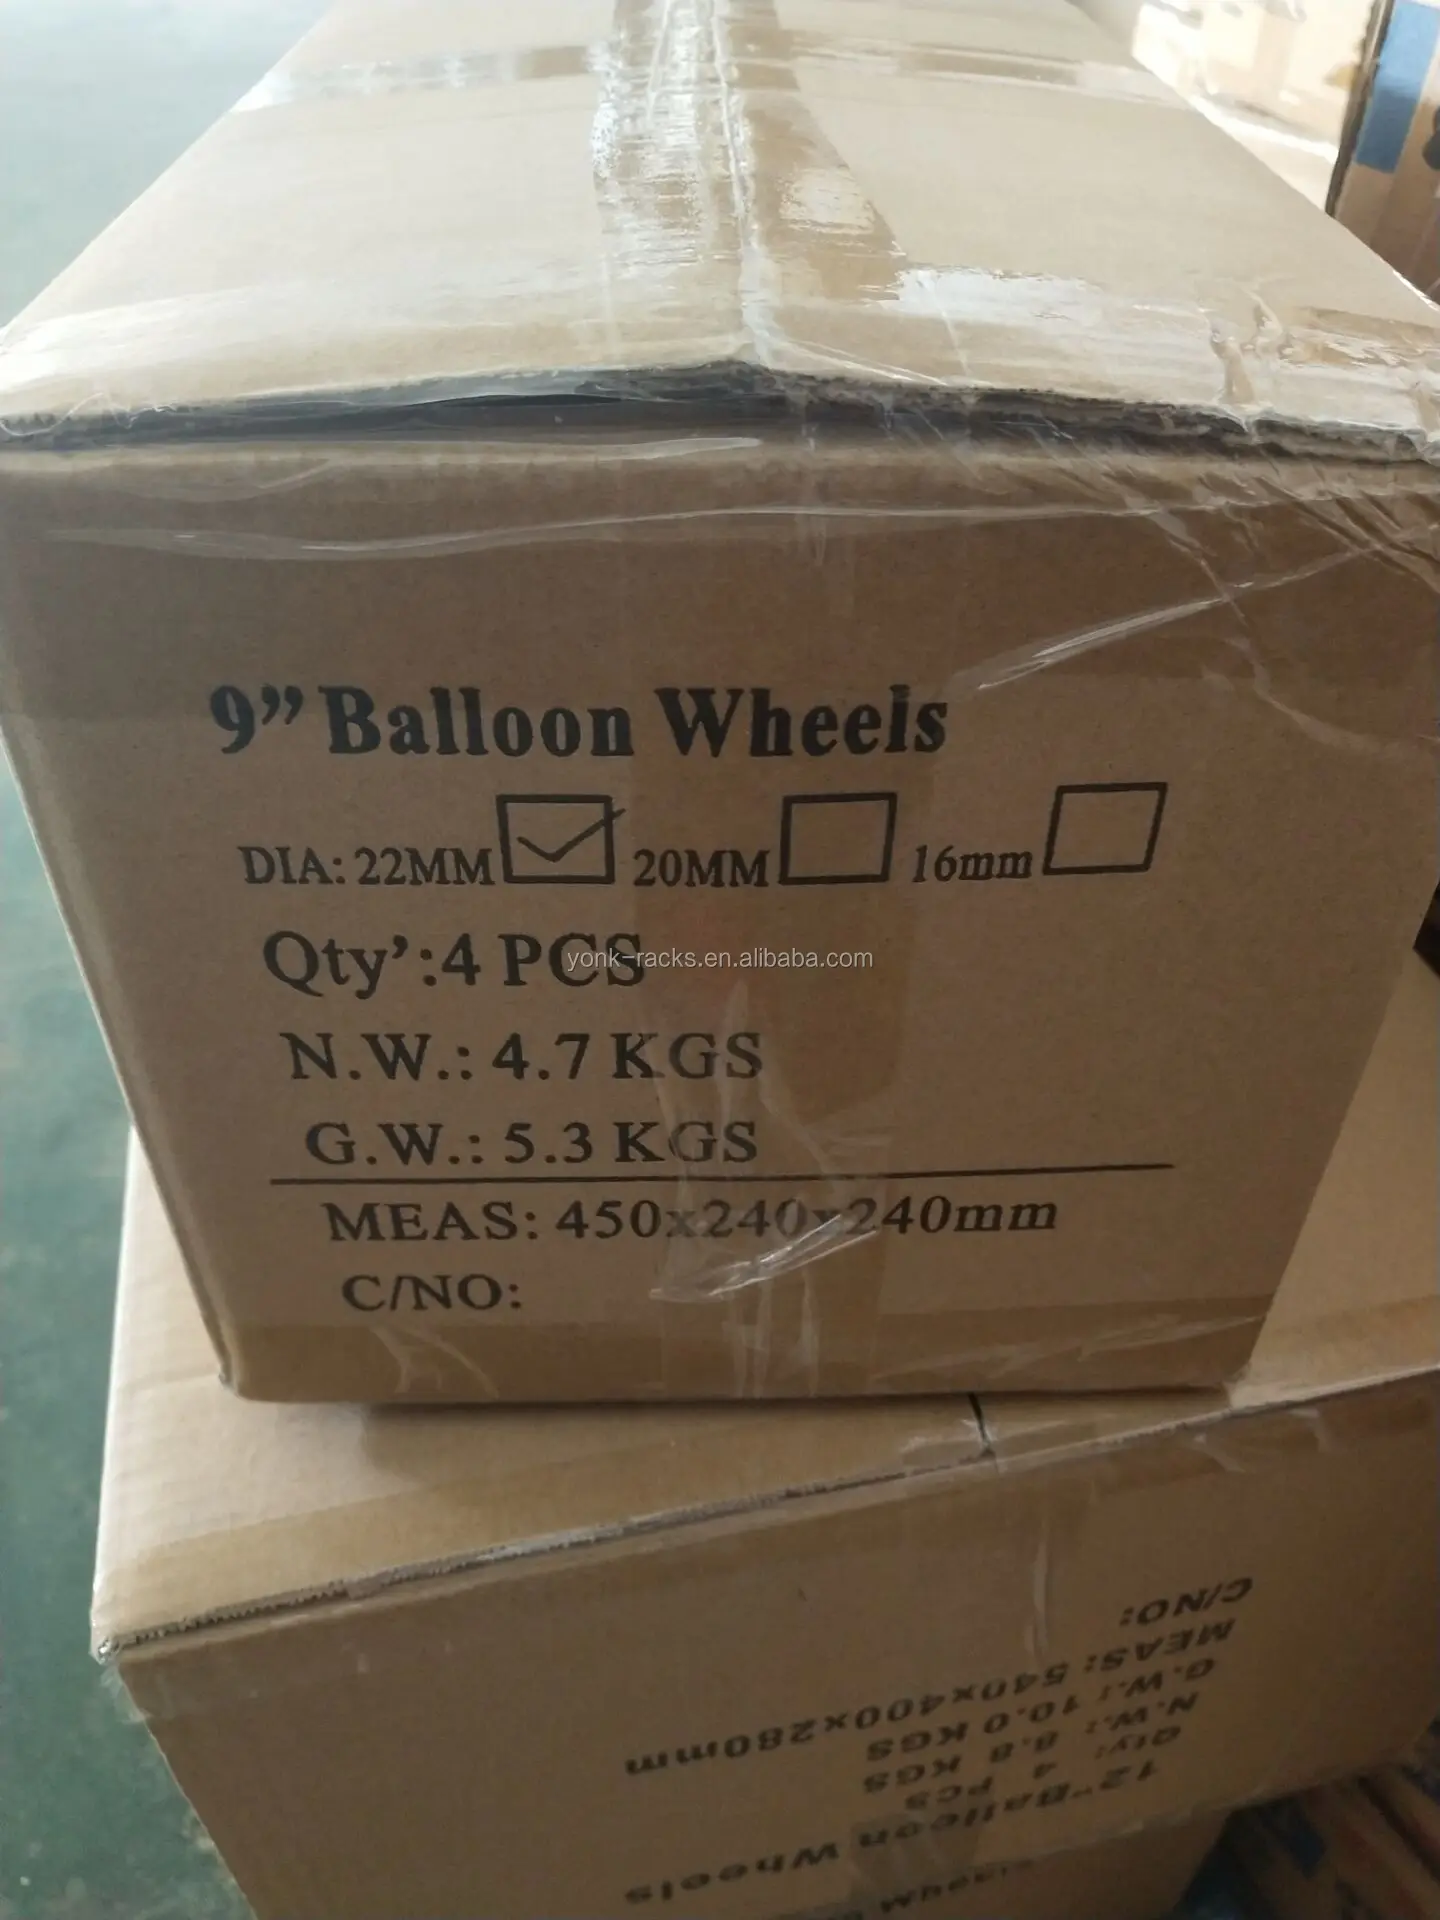 9” Balloon Wheels
DIA: 22MM 20MM 16mm
Qty’:4 PCS
yonk-racks.en.alibaba.com
N.W.: 4.7 KGS
G.W.: 5.3 KGS
MEAS: 450x240x240mm
C/NO:
12"Balloon Wheels
Qty: 4 PCS
N.W.: 8.8 KGS
G.W.: 10.0 KGS
MEAS: 540x400x280mm
C/NO: